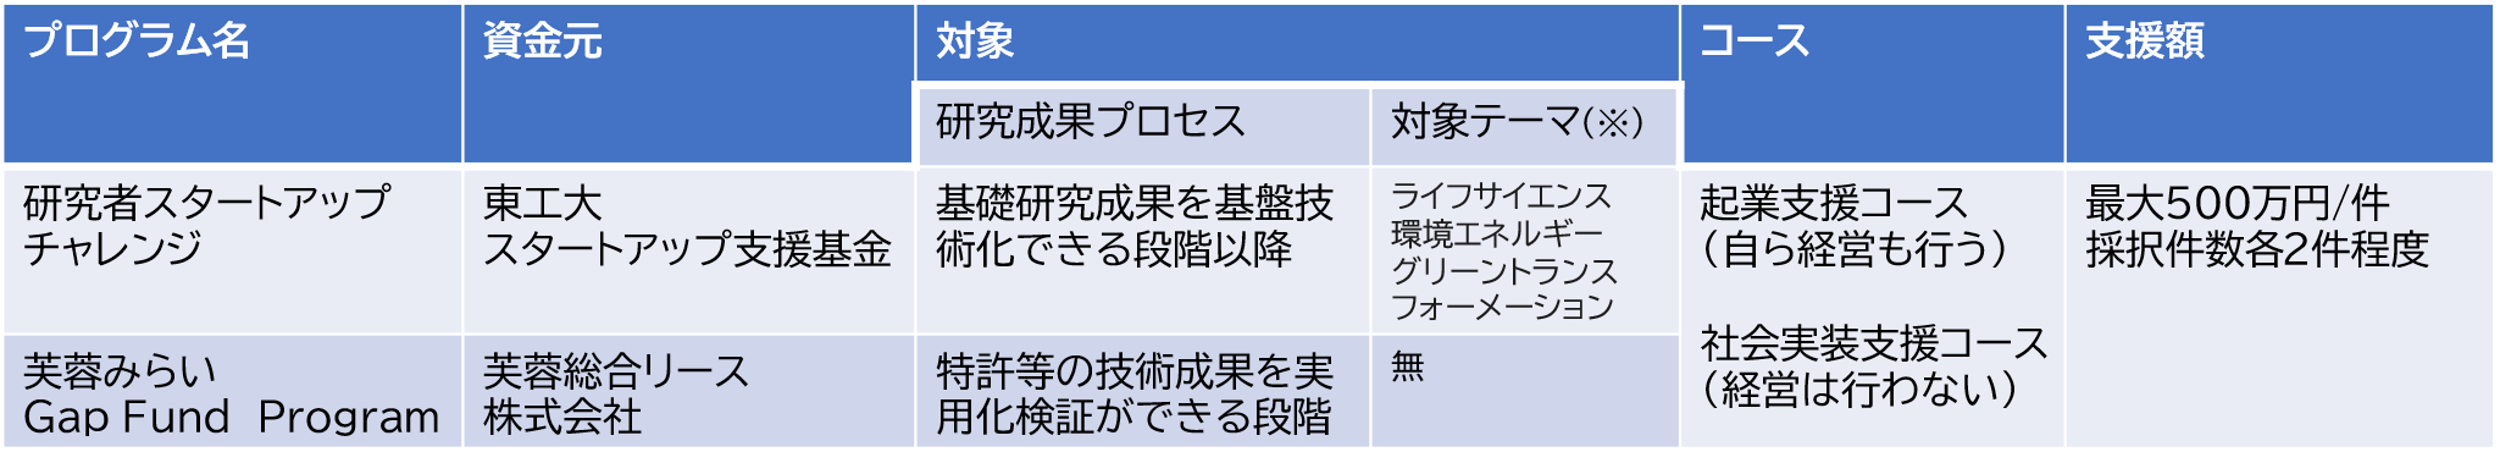 プログラム名
資金元
対象
コース
支援額
研究成果プロセス
対象テーマ(※)
研究者スタートアップ
チャレンジ
東工大
スタートアップ支援基金
基礎研究成果を基盤技
術化できる段階以降
ライフサイエンス
環境エネルギー
グリーントランス
フォーメーション
起業支援コース
（自ら経営も行う）
社会実装支援コース
（経営は行わない）
最大500万円/件
採択件数各2件程度
芙蓉みらい
Gap Fund　Program
芙蓉総合リース
株式会社
特許等の技術成果を実
用化検証ができる段階
無